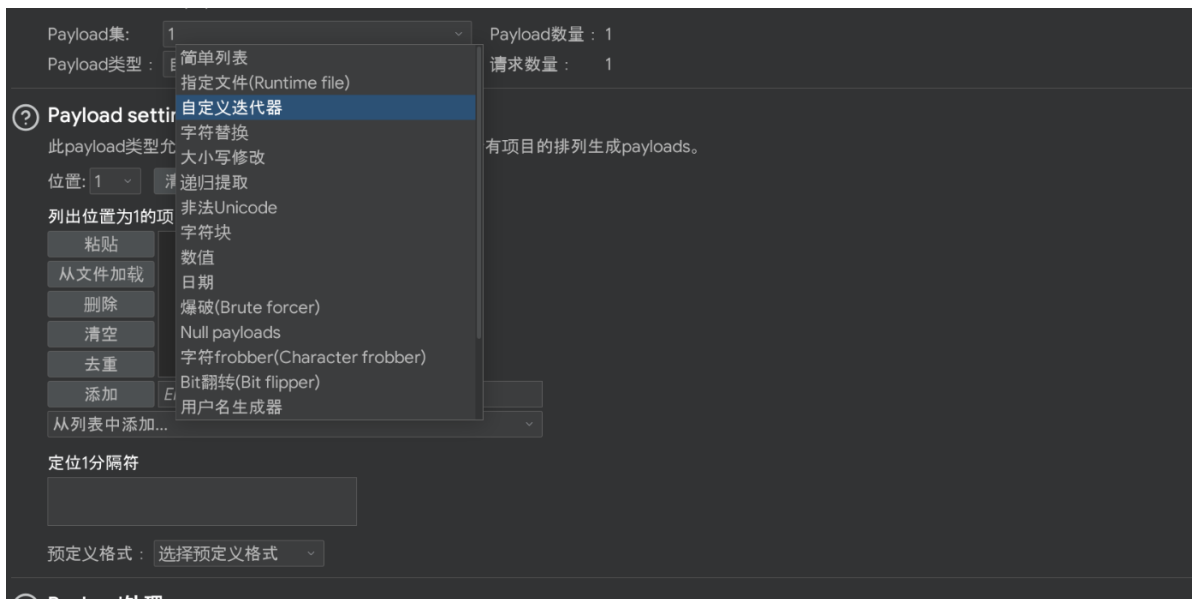 Payload集: 1 Payload数量： 1
Payload类型： 请求数量： 1
简单列表
指定文件(Runtime file)
自定义迭代器
字符替换
大小写修改
递归提取
非法Unicode
字符块
数值
日期
爆破(Brute forcer)
Null payloads
字符frobber(Character frobber)
Bit翻转(Bit flipper)
用户名生成器
Payload settin
此payload类型允 有项目的排列生成payloads。
位置: 1 清
列出位置为1的项
粘贴
从文件加载
删除
清空
去重
添加
从列表中添加...
定位1分隔符
预定义格式： 选择预定义格式